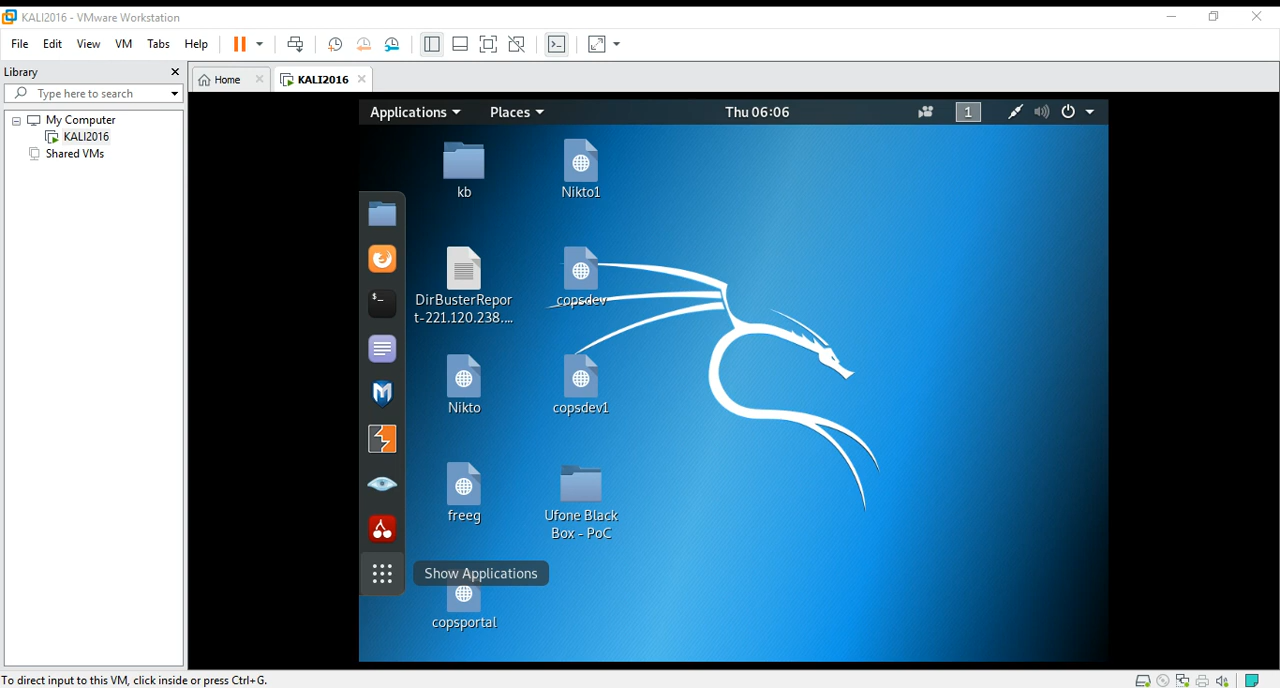 KALI2016 - VMware Workstation
File Edit View VM Tabs Help
Library
Type here to search
My Computer
KALI2016
Shared VMs
Home
KALI2016
Applications Places Thu 06:06 1
kb
Nikto1
$_
DirBusterRepor
t-221.120.238....
copsdev
Nikto
copsdev1
freeg
Ufone Black
Box - PoC
Show Applications
copsportal
To direct input to this VM, click inside or press Ctrl+G.